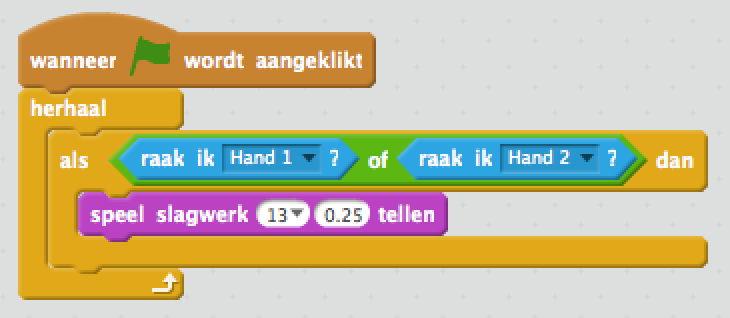 wanneer wordt aangeklikt
herhaal
als raak ik Hand 1 ? of raak ik Hand 2 ? dan
speel slagwerk 13 0.25 tellen